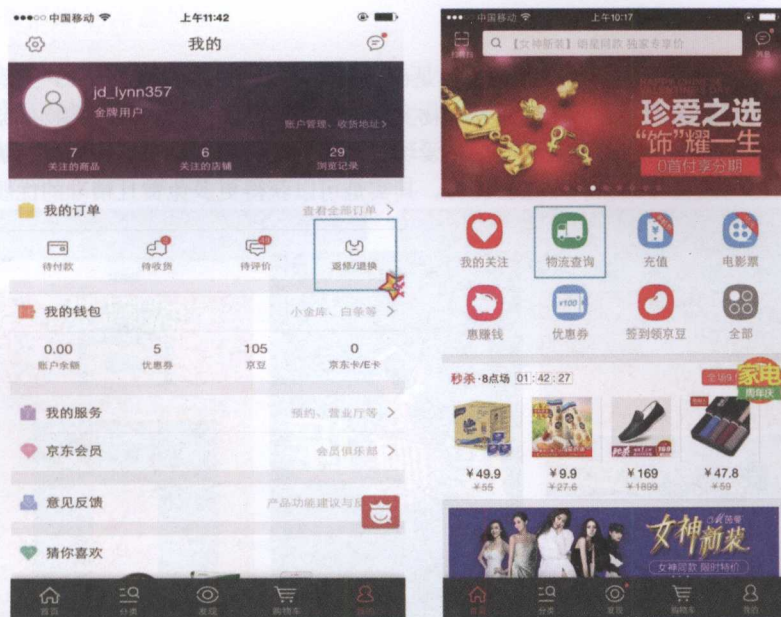 中国移动 上午11:42
我的
jd_lynn357
金牌用户
账户管理、收货地址>
7 6 29
关注的商品 关注的店铺 浏览记录
我的订单 查看全部订单 >
待付款 待收货 待评价 退修/退换
我的钱包 小金库、白条等 >
0.00 5 105 0
账户余额 优惠券 京豆 京东卡/E卡
我的服务 预约、营业厅等 >
京东会员 会员俱乐部 >
意见反馈 产品功能建议与
猜你喜欢
首页 分类 发现 购物车 我的
中国移动 上午10:17
【女神新装】明星同款 独家专享价
消息
珍爱之选
“饰”耀一生
0首付享分期
我的关注 物流查询 充值 电影票
¥100
惠赚钱 优惠券 签到领京豆 全部
秒杀·8点场 01:42:27
家电
周年庆
¥49.9 ¥9.9 ¥169 ¥47.8
¥55 ¥27.6 ¥1899 ¥59
女神新装
女神同款 限时特价
首页 分类 发现 购物车 我的